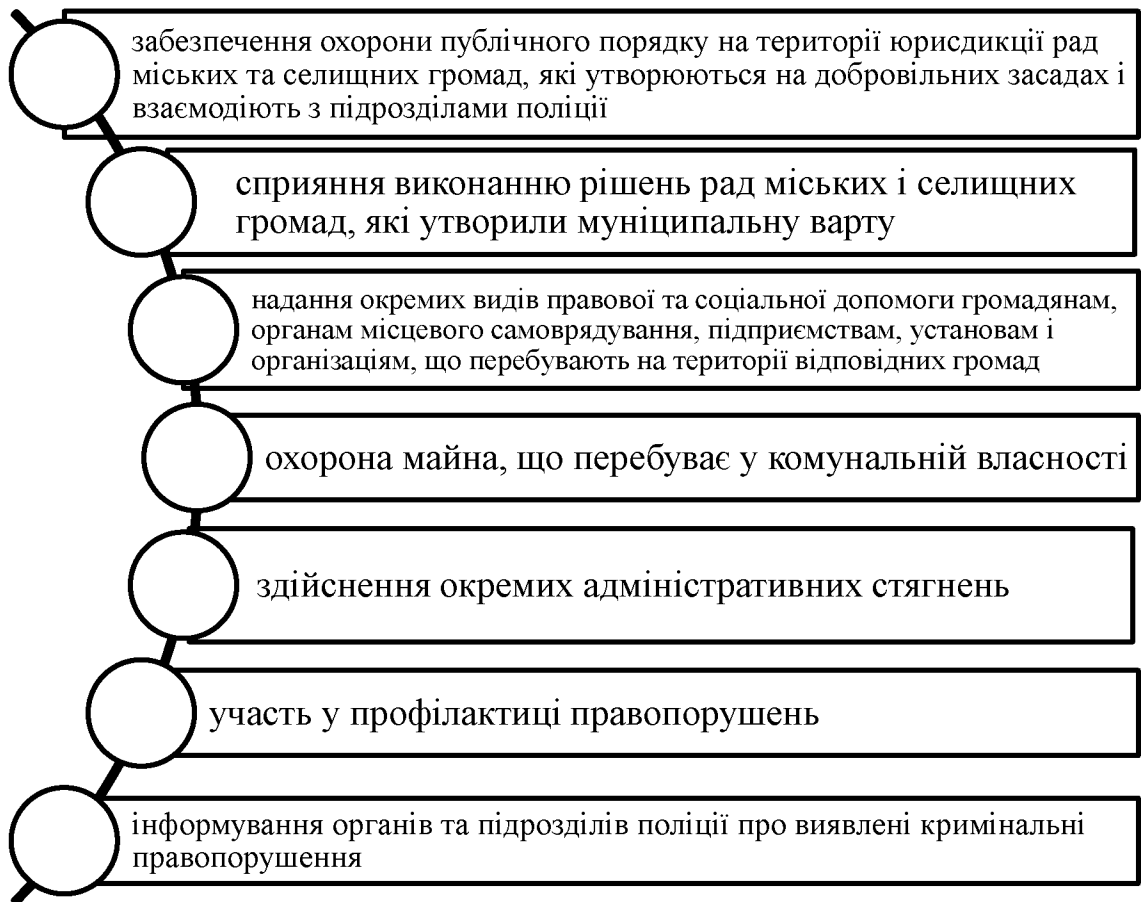 забезпечення охорони публічного порядку на території юрисдикції рад
міських та селищних громад, які утворюються на добровільних засадах і
взаємодіють з підрозділами поліції
сприяння виконанню рішень рад міських і селищних
громад, які утворили муніципальну варту
надання окремих видів правової та соціальної допомоги громадянам,
органам місцевого самоврядування, підприємствам, установам і
організаціям, що перебувають на території відповідних громад
охорона майна, що перебуває у комунальній власності
здійснення окремих адміністративних стягнень
участь у профілактиці правопорушень
інформування органів та підрозділів поліції про виявлені кримінальні
правопорушення